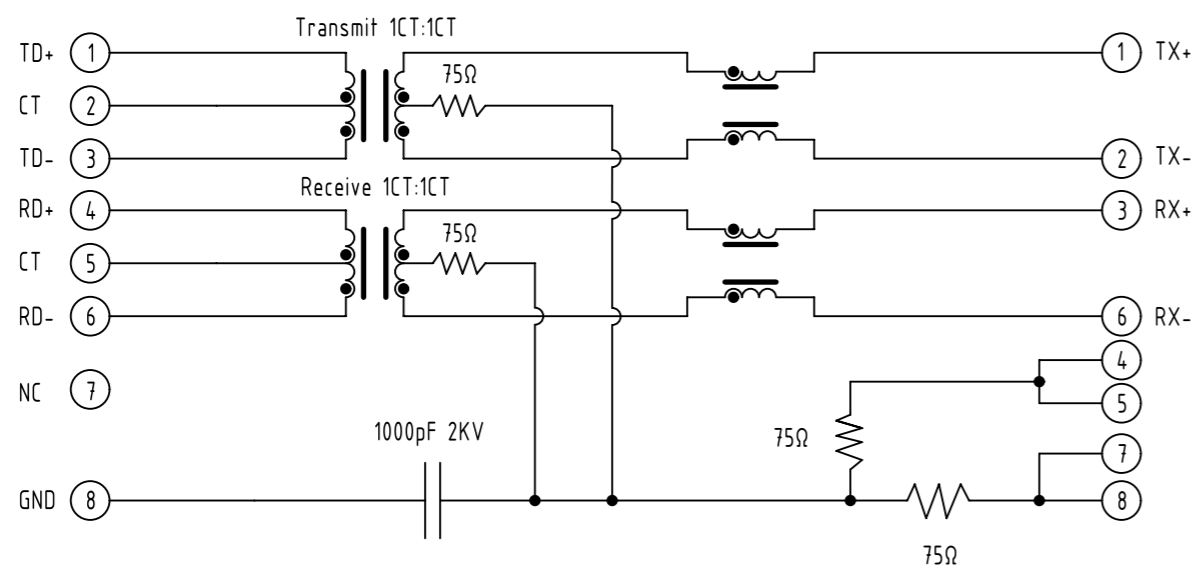 Transmit 1CT:1CT
TD+ 1
1 TX+
75Ω
CT 2
TD- 3
2 TX-
Receive 1CT:1CT
RD+ 4
3 RX+
75Ω
CT 5
RD- 6
6 RX-
4
NC 7
5
1000pF 2KV
75Ω
7
GND 8
8
75Ω